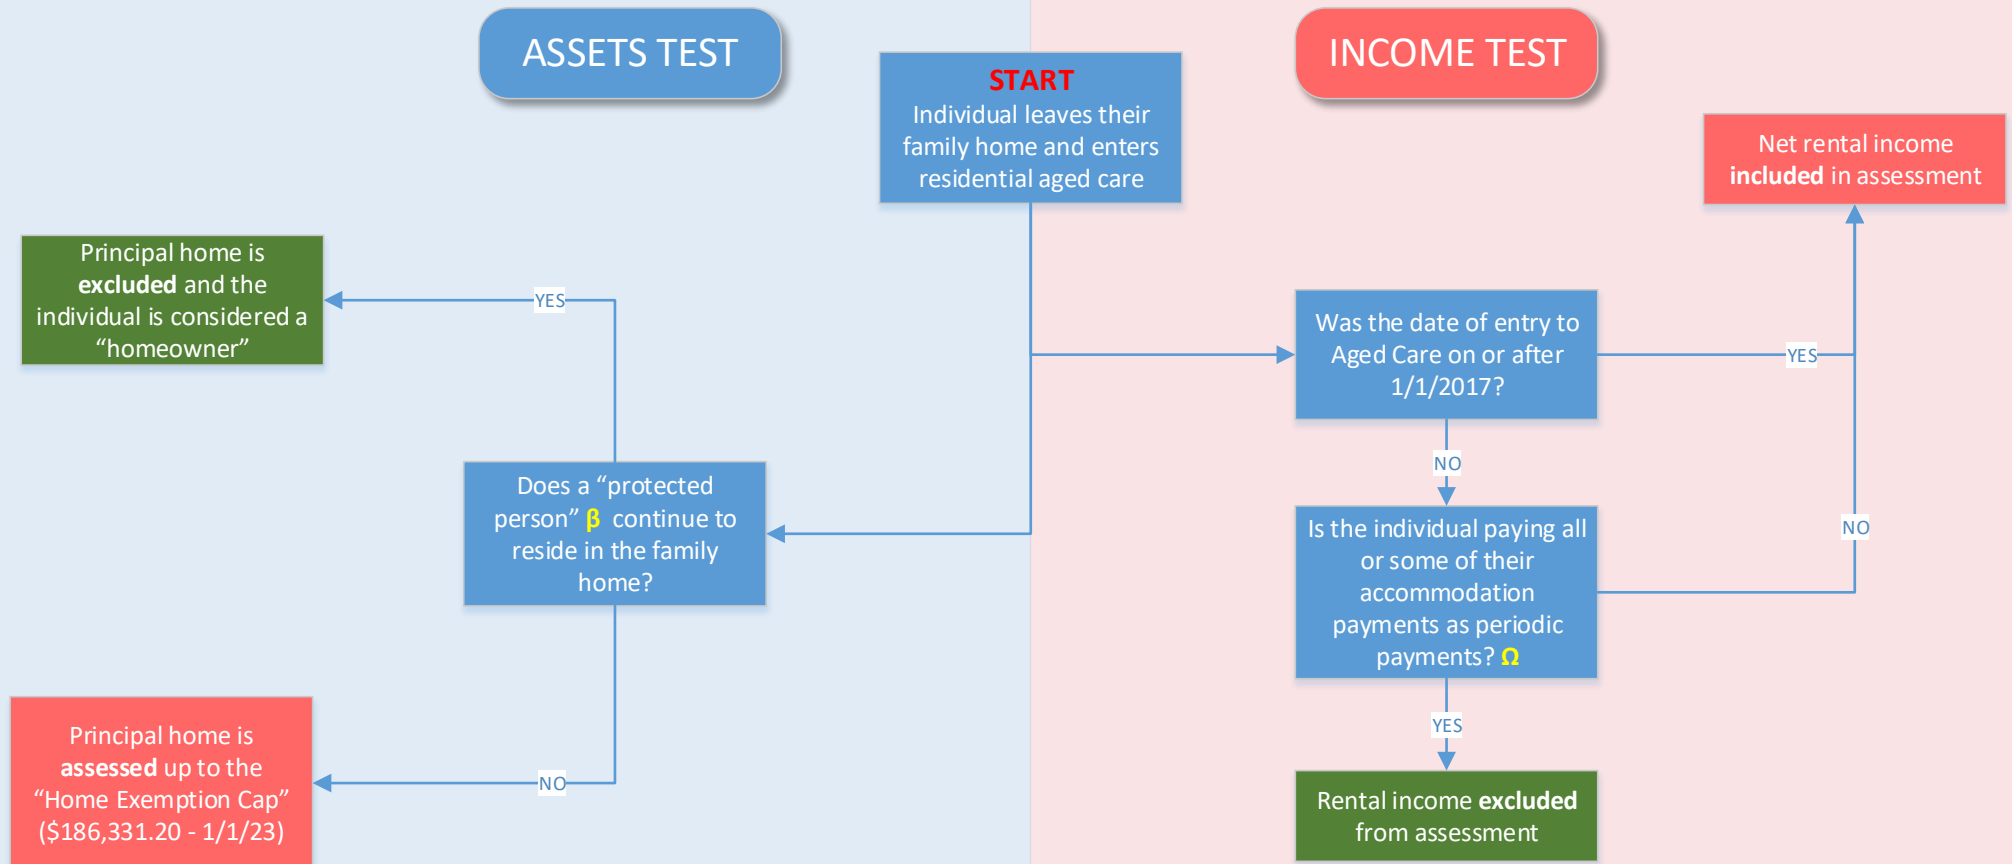 ASSETS TEST
START
Individual leaves their
family home and enters
residential aged care
INCOME TEST
Net rental income
included in assessment
Principal home is
excluded and the
individual is considered a
“homeowner”
YES
Was the date of entry to
Aged Care on or after
1/1/2017?
YES
NO
Does a “protected
person” β continue to
reside in the family
home?
Is the individual paying all
or some of their
accommodation
payments as periodic
payments? Ω
NO
YES
Principal home is
assessed up to the
“Home Exemption Cap”
($186,331.20 - 1/1/23)
NO
Rental income excluded
from assessment